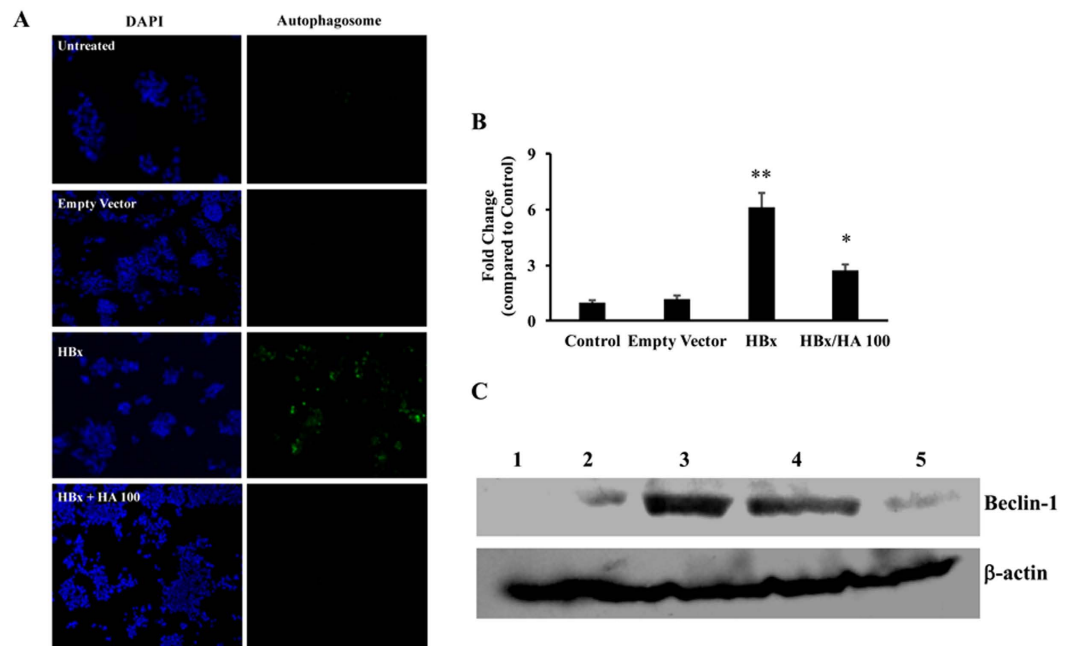 A
DAPI
Autophagosome
Untreated
Empty Vector
HBx
HBx + HA 100
B
Fold Change
(compared to Control)
9
6
3
0
**
*
Control Empty Vector HBx HBx/HA 100
C
1 2 3 4 5
Beclin-1
β-actin